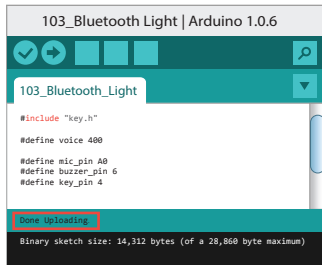 103_Bluetooth Light | Arduino 1.0.6
103_Bluetooth_Light
#include "key.h"
#define voice 400
#define mic_pin A0
#define buzzer_pin 6
#define key_pin 4
Done Uploading.
Binary sketch size: 14,312 bytes (of a 28,860 byte maximum)